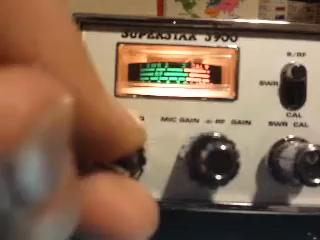 SUPERSTAR 3900
S/RF
SWR
CAL
MIC GAIN RF GAIN SWR CAL